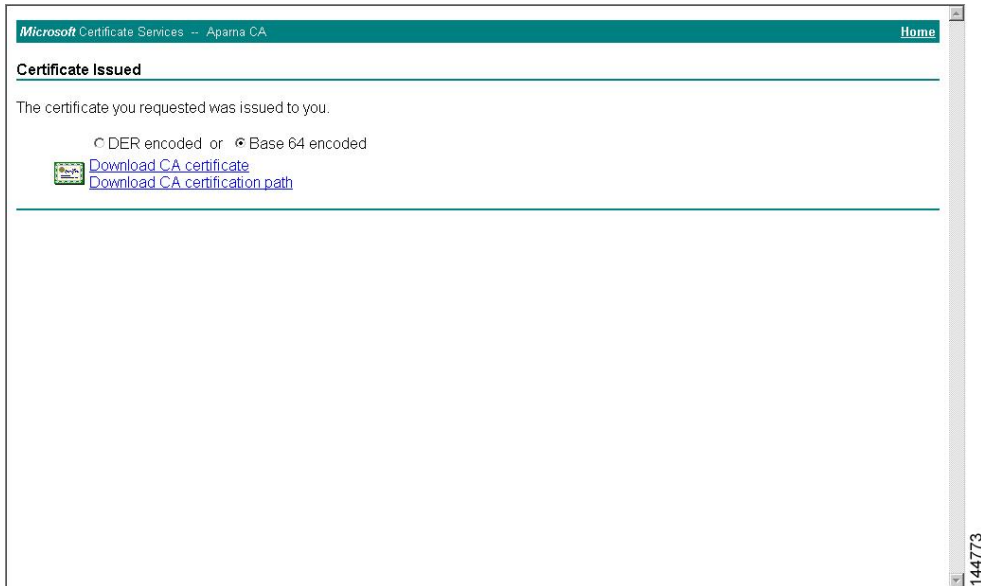 Microsoft Certificate Services -- Aparna CA Home
Certificate Issued
The certificate you requested was issued to you.
DER encoded or Base 64 encoded
Download CA certificate
Download CA certification path
144773